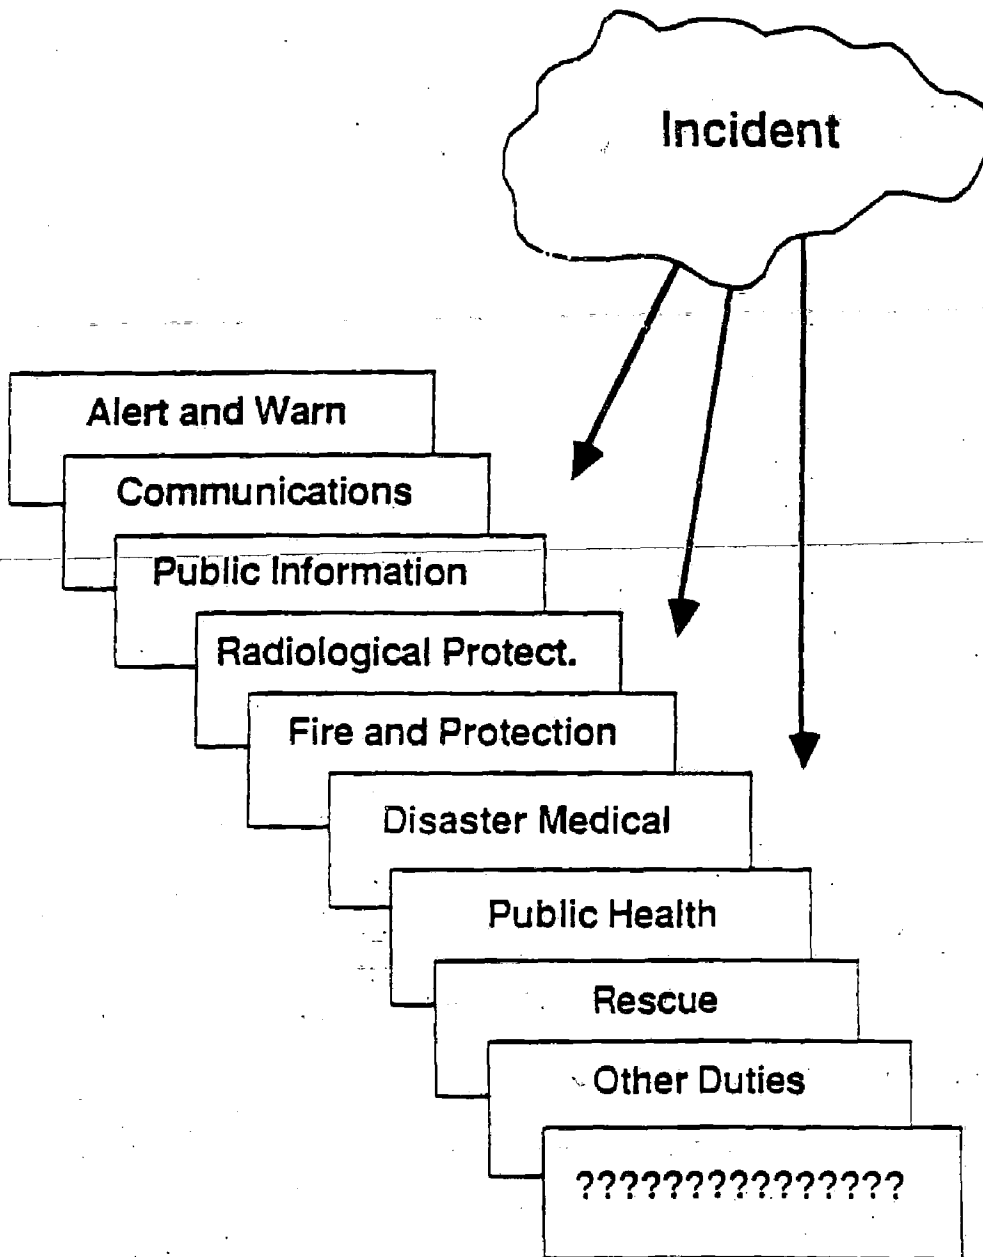 Incident
Alert and Warn
Communications
Public Information
Radiological Protect.
Fire and Protection
Disaster Medical
Public Health
Rescue
Other Duties
???????????????